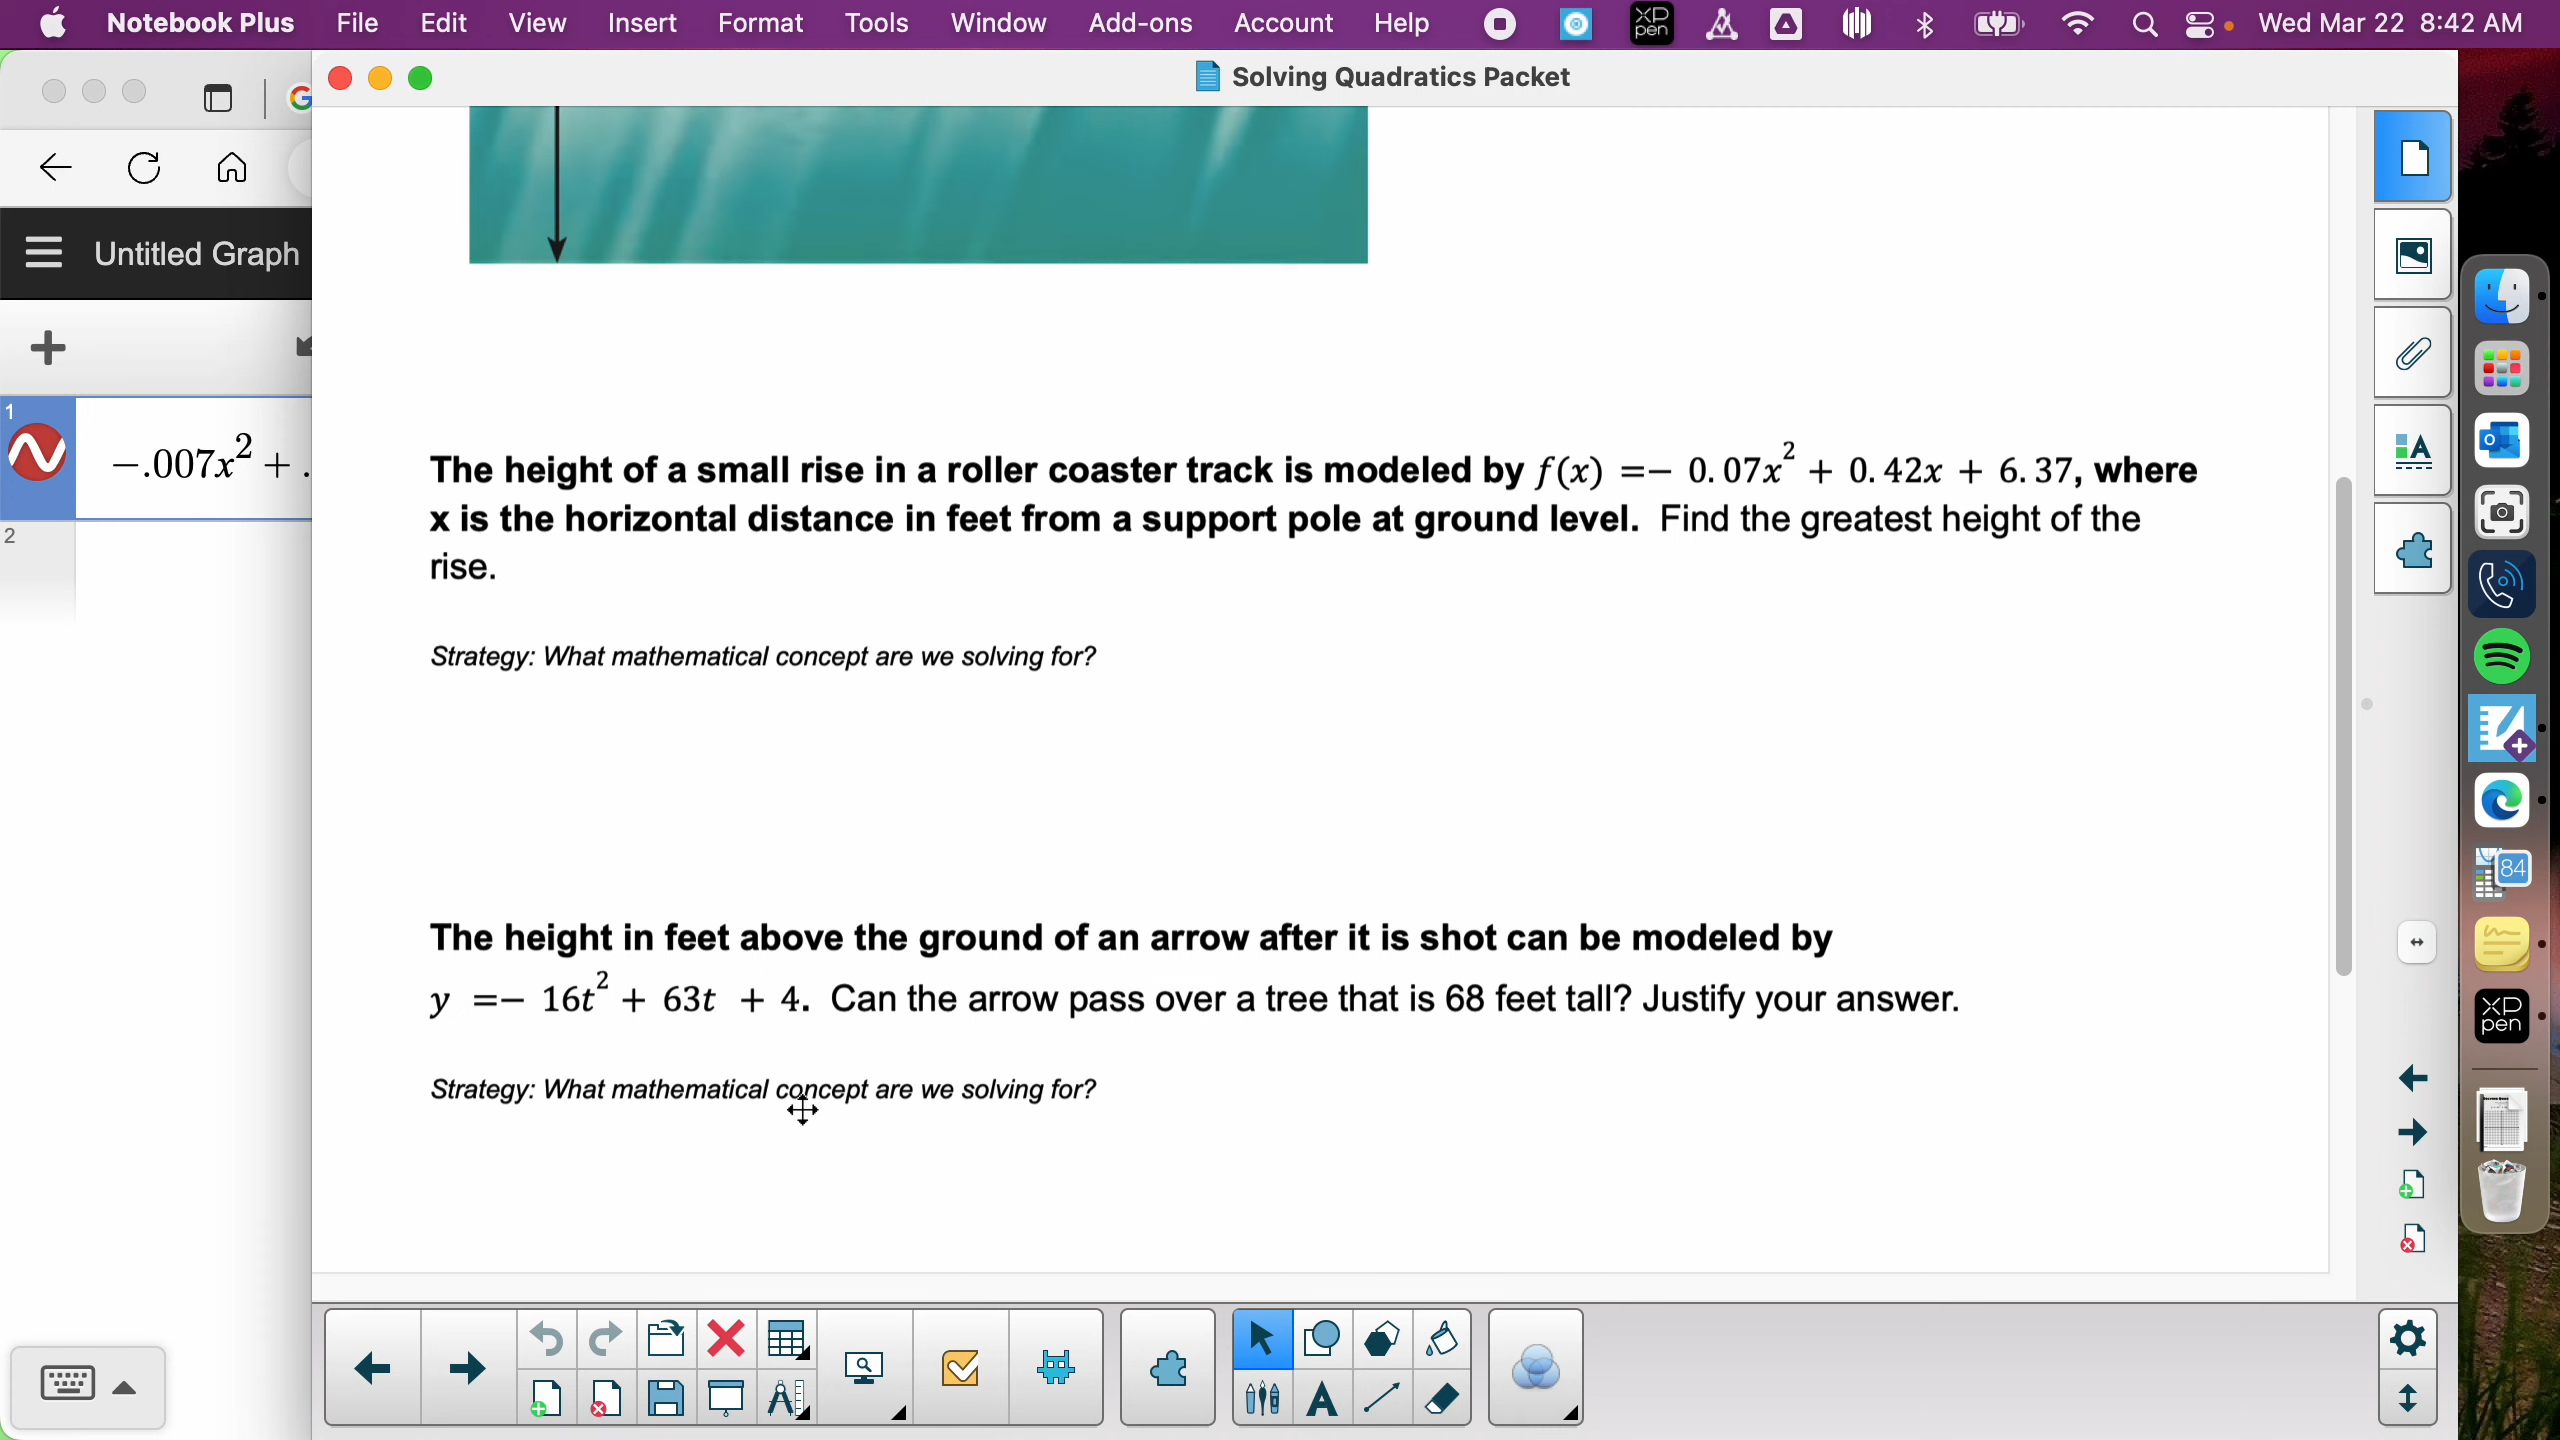 Notebook Plus File Edit View Insert Format Tools Window Add-ons Account Help XP pen Wed Mar 22 8:42 AM
Solving Quadratics Packet
Untitled Graph
1
−.007x² + .
2
The height of a small rise in a roller coaster track is modeled by f(x) =− 0.07x² + 0.42x + 6.37, where
x is the horizontal distance in feet from a support pole at ground level. Find the greatest height of the
rise.
Strategy: What mathematical concept are we solving for?
The height in feet above the ground of an arrow after it is shot can be modeled by
y =− 16t² + 63t + 4. Can the arrow pass over a tree that is 68 feet tall? Justify your answer.
Strategy: What mathematical concept are we solving for?
A
84
XP
pen
A